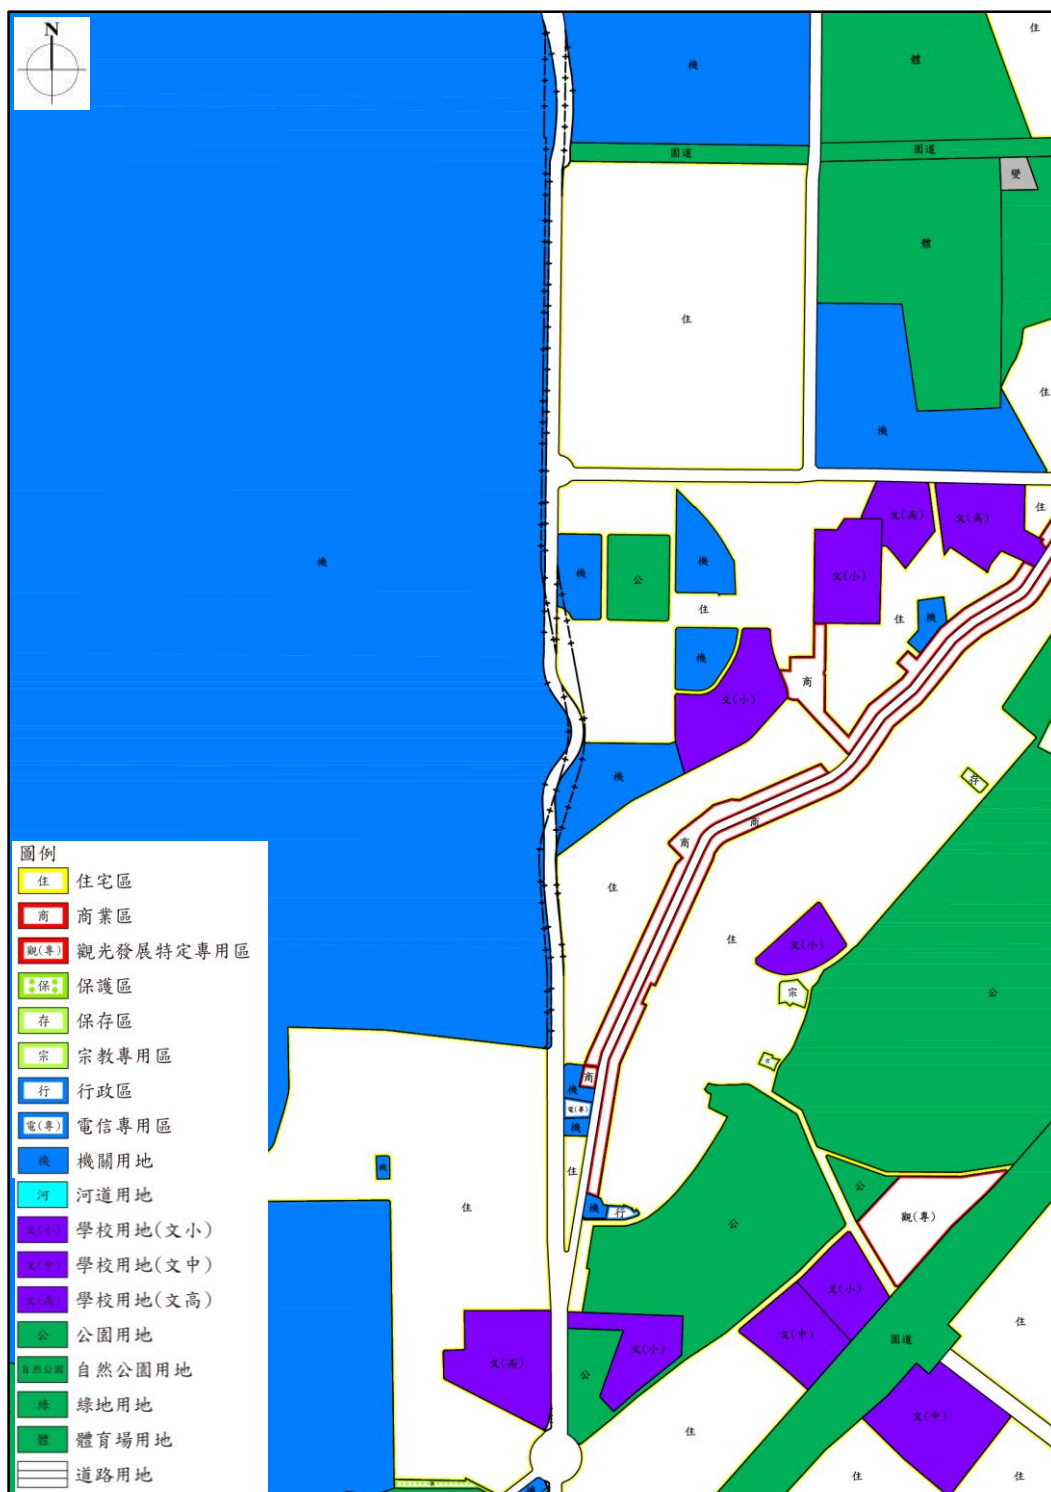 N
住
機
體
園道
園道
變
體
住
住
機
文(高)
文(高)
住
機
機
機
公
文(小)
住
住
機
機
文(小)
商
機
存
商
商
住
住
文(小)
宗
公
商
機
電(專)
機
機
住
住
機
行
公
公
觀(專)
文(小)
文(中)
園道
住
文(高)
文(小)
公
文(中)
住
住
住
機
圖例
住 住宅區
商 商業區
觀(專) 觀光發展特定專用區
保 保護區
存 保存區
宗 宗教專用區
行 行政區
電(專) 電信專用區
機 機關用地
河 河道用地
文(小) 學校用地(文小)
文(中) 學校用地(文中)
文(高) 學校用地(文高)
公 公園用地
自然公園 自然公園用地
綠 綠地用地
體 體育場用地
道路用地